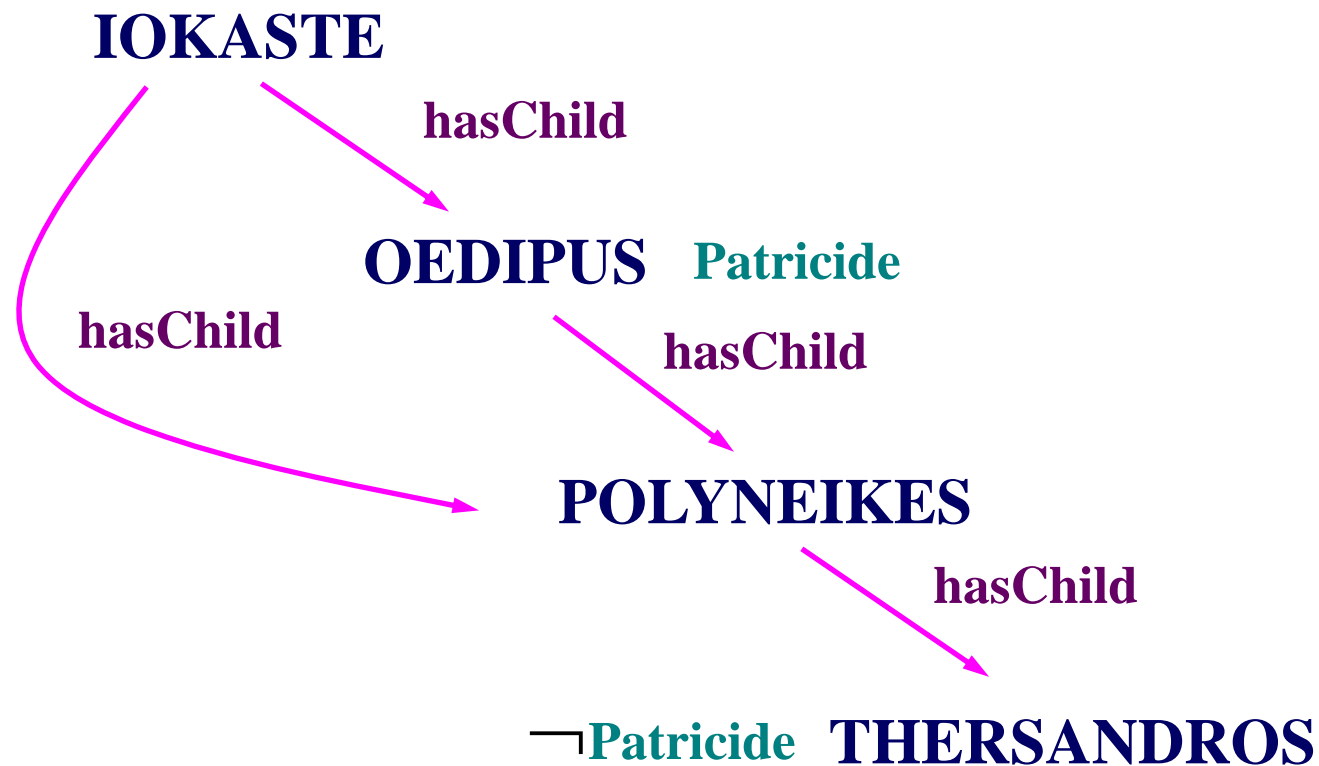 IOKASTE
hasChild
OEDIPUS Patricide
hasChild
hasChild
POLYNEIKES
hasChild
¬Patricide THERSANDROS